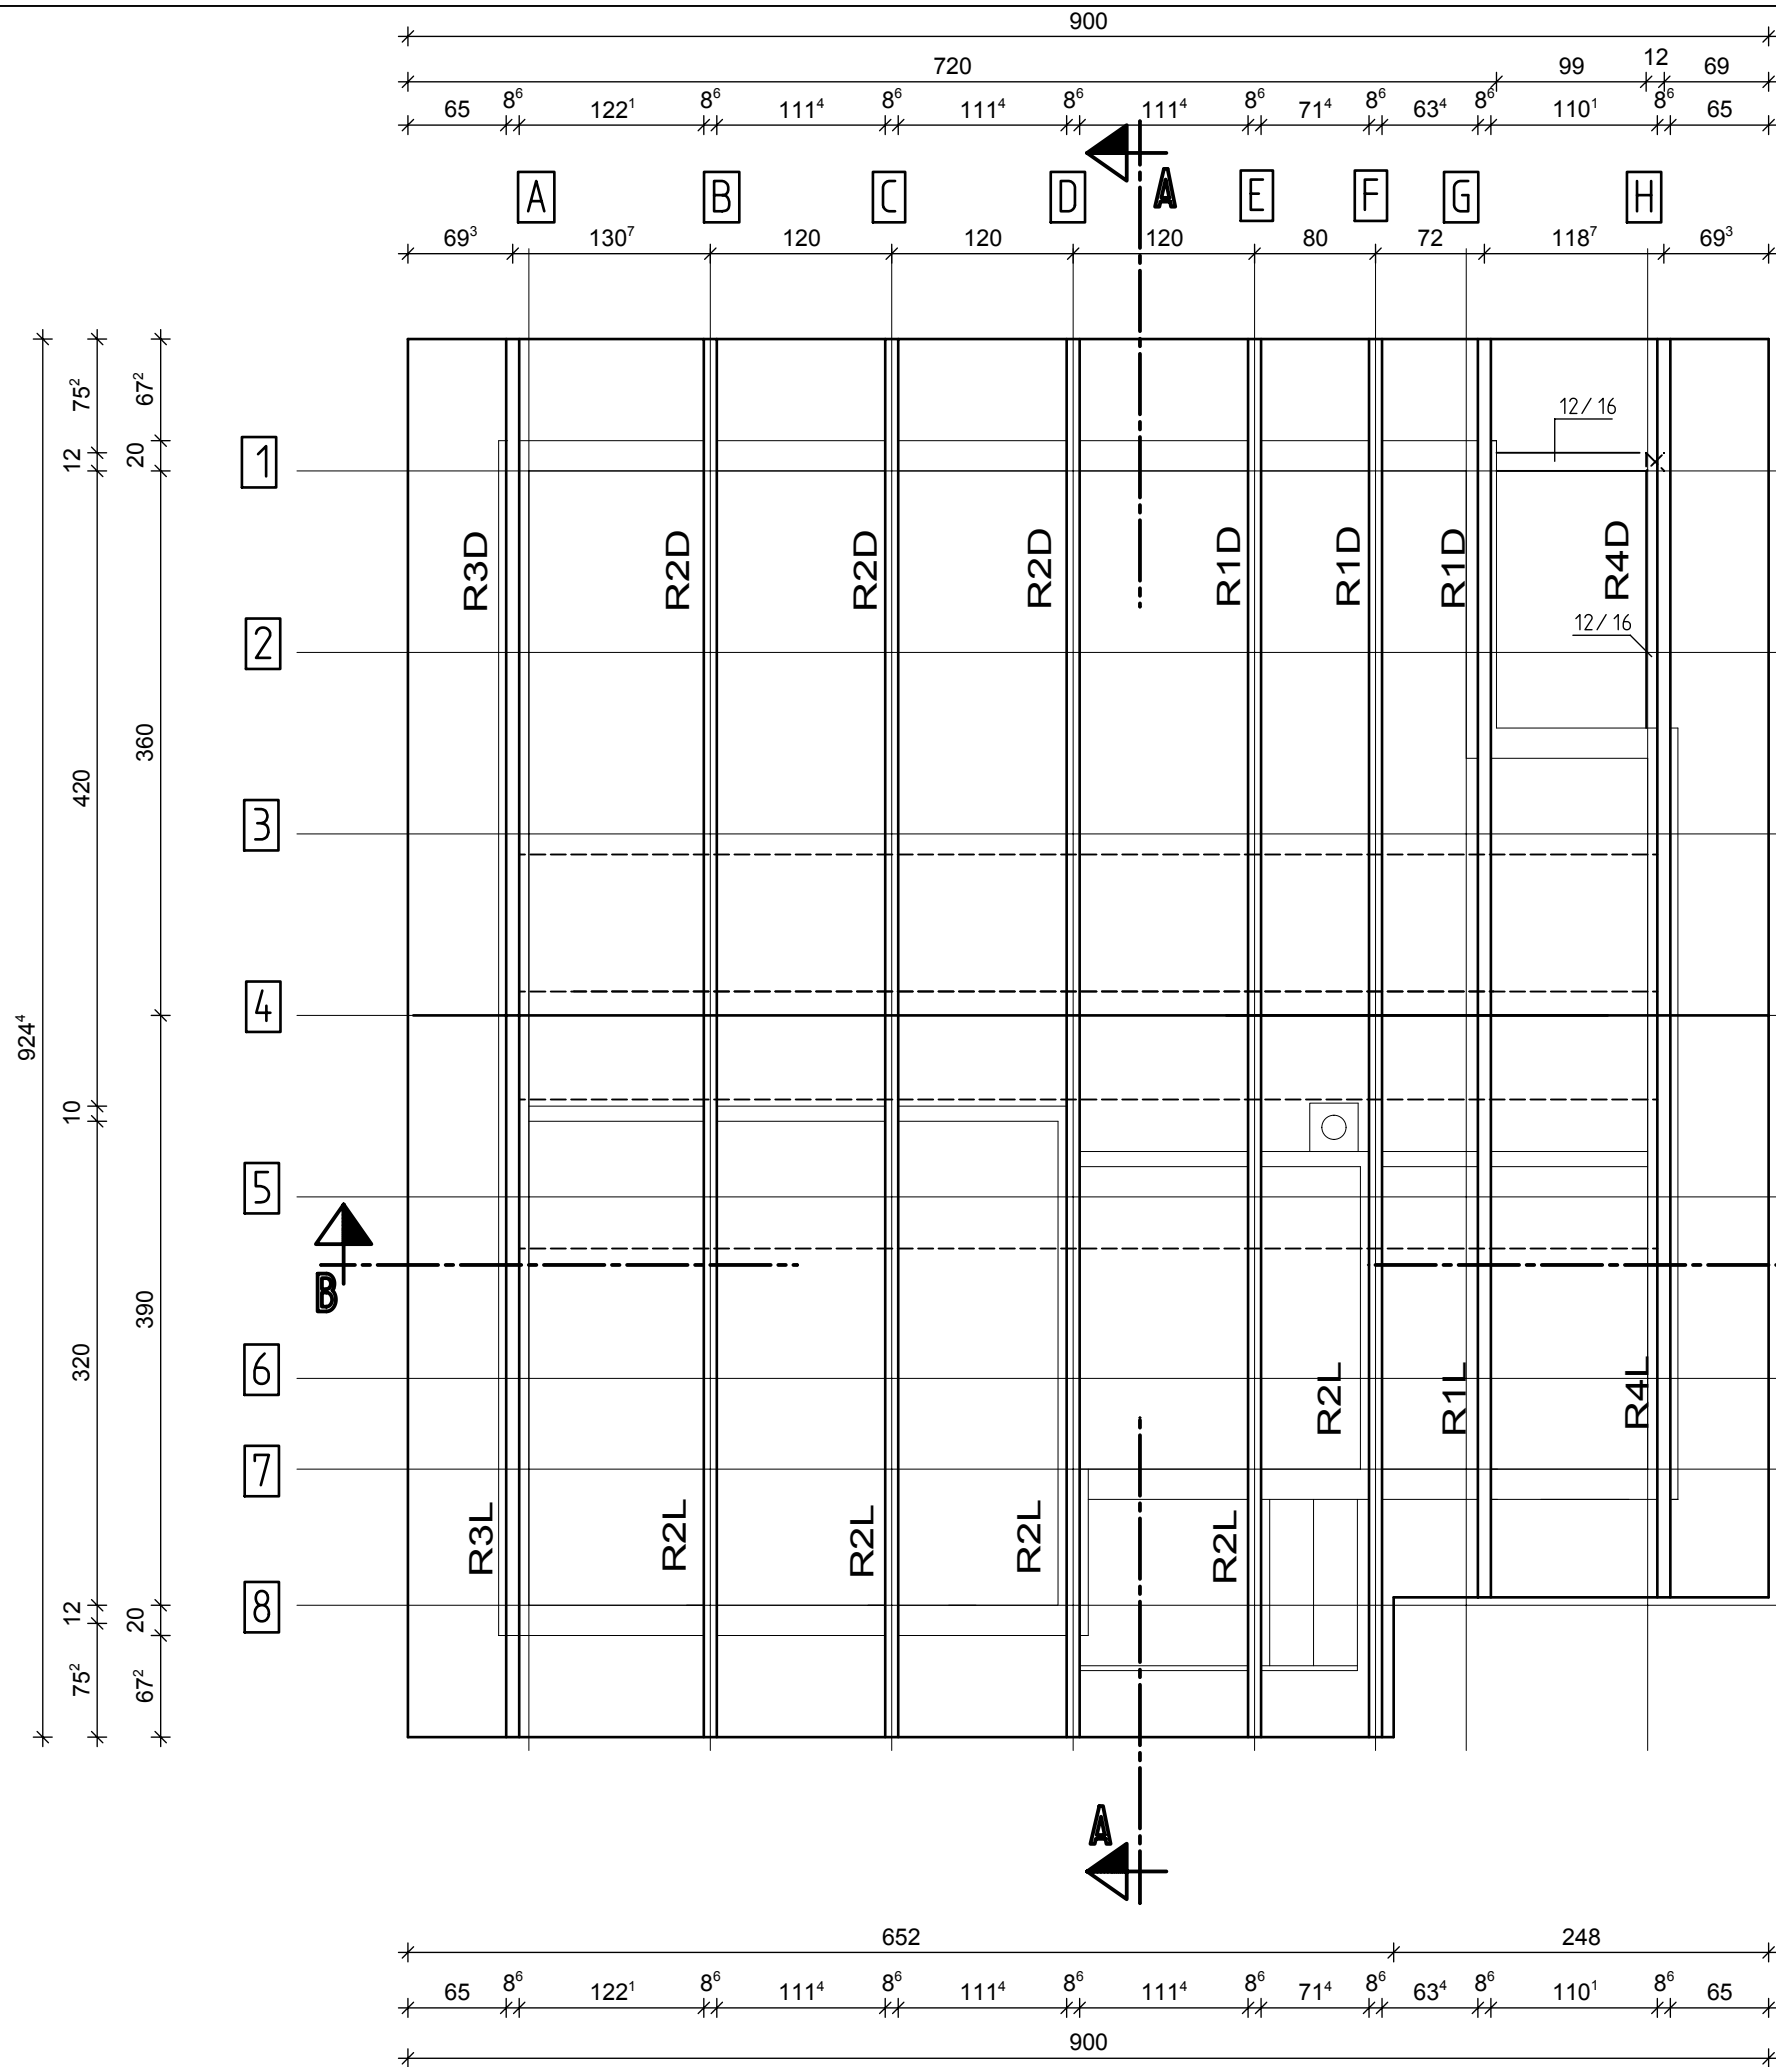 900
720 99 12 69
65 8⁶ 122¹ 8⁶ 111⁴ 8⁶ 111⁴ 8⁶ 111⁴ 8⁶ 71⁴ 8⁶ 63⁴ 8⁶ 110¹ 8⁶ 65
A
A B C D E F G H
69³ 130⁷ 120 120 120 80 72 118⁷ 69³
75² 67²
12/16
12 20
1
R3D R2D R2D R2D R1D R1D R1D R4D
12/16
2
360
420
3
4
924⁴
10
5
B
390
320
6
R2L R1L R4L
7
R3L R2L R2L R2L R2L
8
12 20
75² 67²
A
652 248
65 8⁶ 122¹ 8⁶ 111⁴ 8⁶ 111⁴ 8⁶ 111⁴ 8⁶ 71⁴ 8⁶ 63⁴ 8⁶ 110¹ 8⁶ 65
900